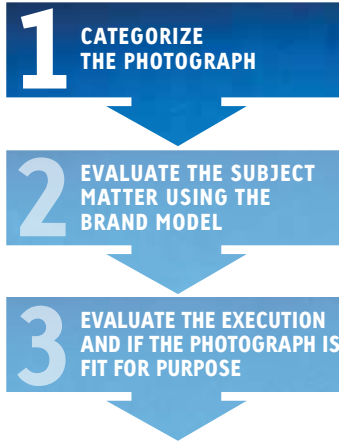 1
CATEGORIZE
THE PHOTOGRAPH
2
EVALUATE THE SUBJECT
MATTER USING THE
BRAND MODEL
3
EVALUATE THE EXECUTION
AND IF THE PHOTOGRAPH IS
FIT FOR PURPOSE